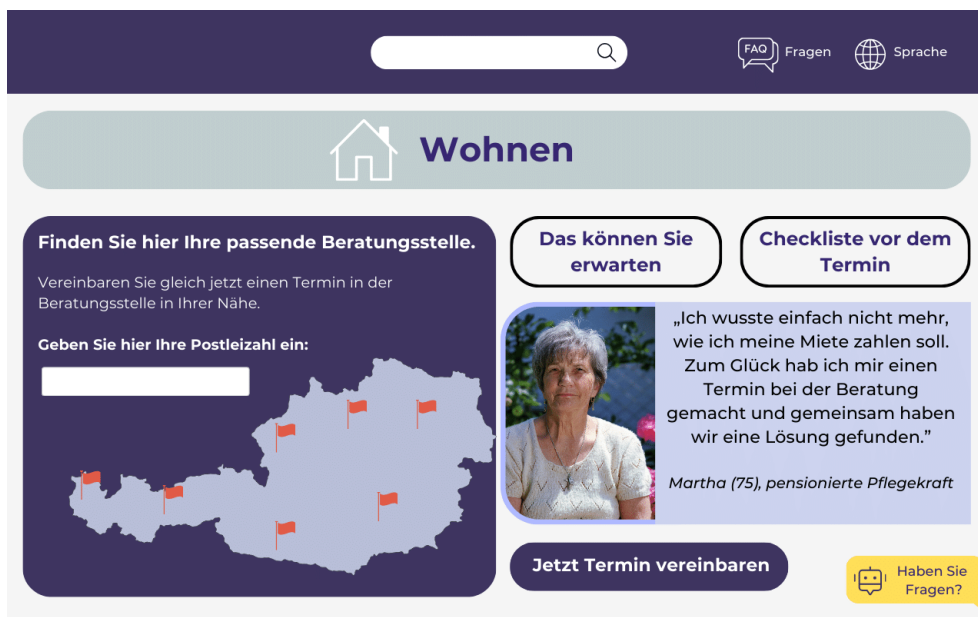 FAQ
Fragen
Sprache
Wohnen
Finden Sie hier Ihre passende Beratungsstelle.
Vereinbaren Sie gleich jetzt einen Termin in der
Beratungsstelle in Ihrer Nähe.
Geben Sie hier Ihre Postleizahl ein:
Das können Sie
erwarten
Checkliste vor dem
Termin
„Ich wusste einfach nicht mehr,
wie ich meine Miete zahlen soll.
Zum Glück hab ich mir einen
Termin bei der Beratung
gemacht und gemeinsam haben
wir eine Lösung gefunden.”
Martha (75), pensionierte Pflegekraft
Jetzt Termin vereinbaren
Haben Sie
Fragen?